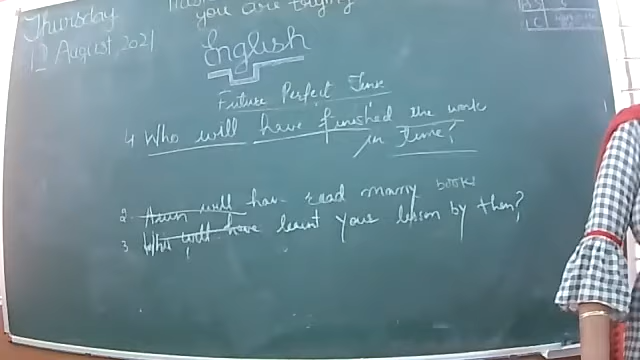 Thursday
you are trying
12 August, 2021
English
Future Perfect Tense
4 Who will have finished the work
in time?
2. Arun will have read many books
3. Who will have learnt your lesson by then?